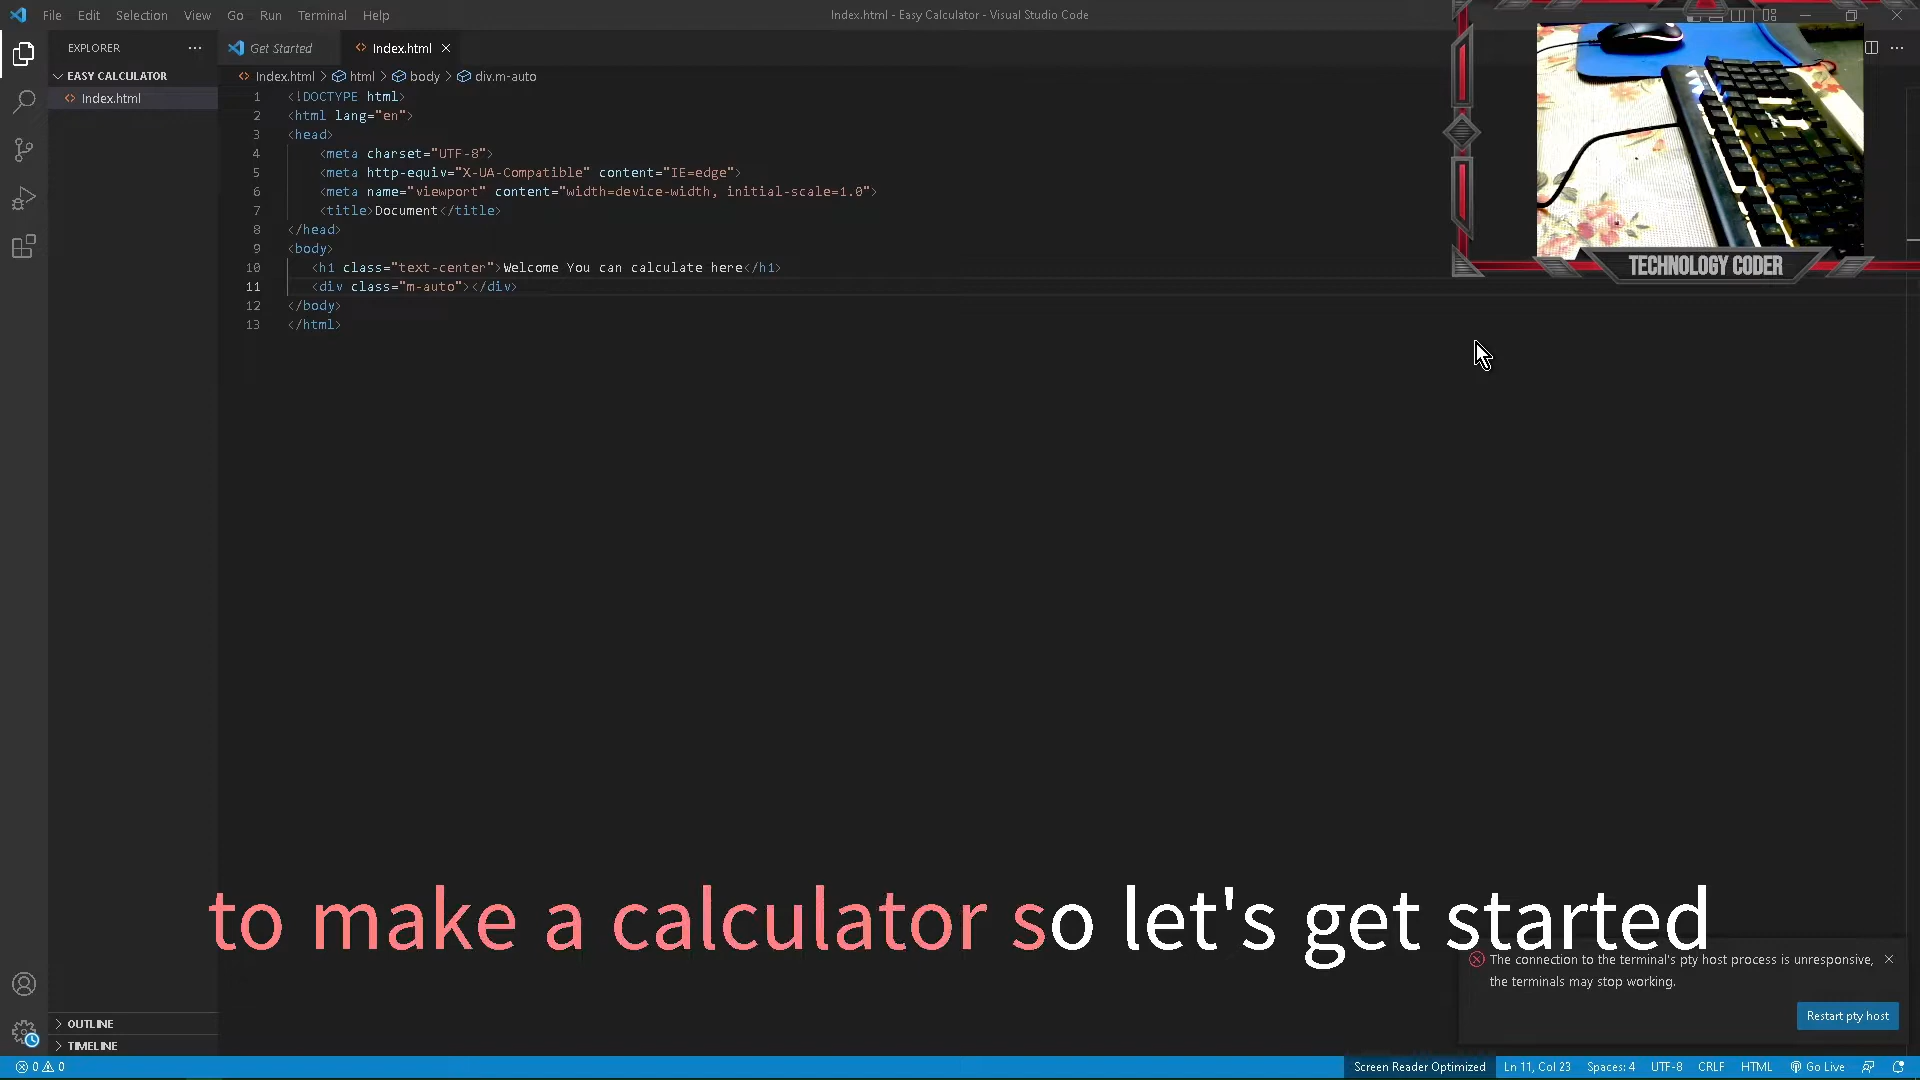 File Edit Selection View Go Run Terminal Help
Index.html - Easy Calculator - Visual Studio Code
EXPLORER
Get Started
Index.html
EASY CALCULATOR
Index.html
Index.html > html > body > div.m-auto
1 <!DOCTYPE html>
2 <html lang="en">
3 <head>
4 <meta charset="UTF-8">
5 <meta http-equiv="X-UA-Compatible" content="IE=edge">
6 <meta name="viewport" content="width=device-width, initial-scale=1.0">
7 <title>Document</title>
8 </head>
9 <body>
10 <h1 class="text-center">Welcome You can calculate here</h1>
11 <div class="m-auto"></div>
12 </body>
13 </html>
TECHNOLOGY CODER
to make a calculator so let's get started
The connection to the terminal's pty host process is unresponsive,
the terminals may stop working.
Restart pty host
OUTLINE
TIMELINE
0 0
Screen Reader Optimized Ln 11, Col 23 Spaces: 4 UTF-8 CRLF HTML Go Live